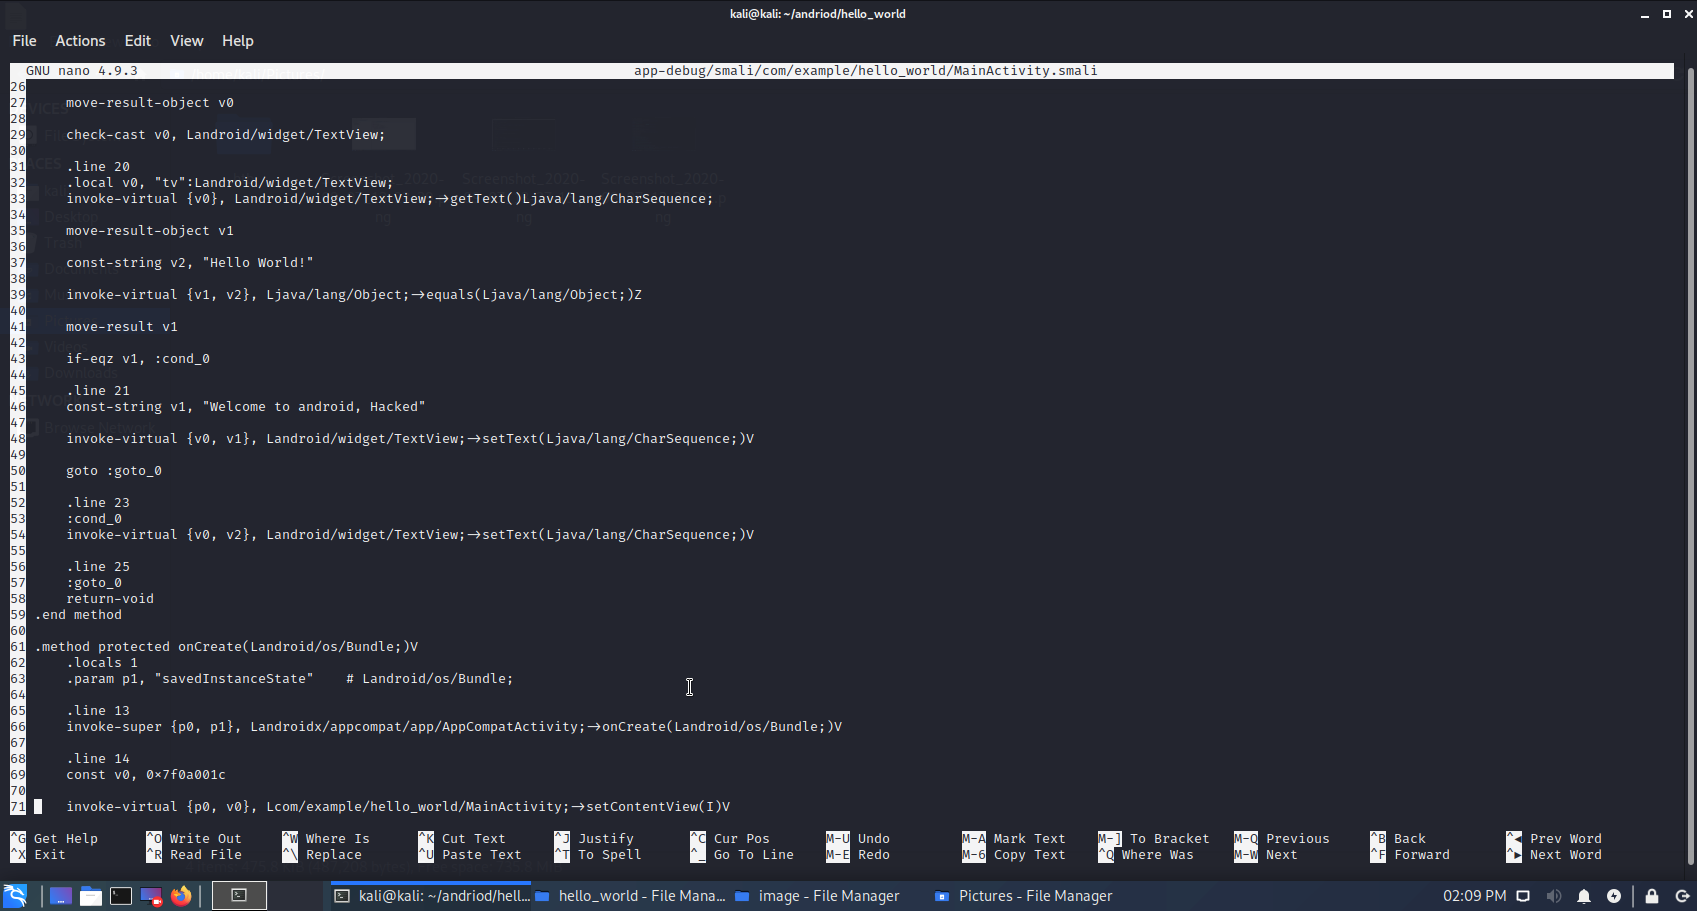 kali@kali: ~/andriod/hello_world
File Actions Edit View Help
GNU nano 4.9.3 app-debug/smali/com/example/hello_world/MainActivity.smali
26
27 move-result-object v0
28
29 check-cast v0, Landroid/widget/TextView;
30
31 .line 20
32 .local v0, "tv":Landroid/widget/TextView;
33 invoke-virtual {v0}, Landroid/widget/TextView;->getText()Ljava/lang/CharSequence;
34
35 move-result-object v1
36
37 const-string v2, "Hello World!"
38
39 invoke-virtual {v1, v2}, Ljava/lang/Object;->equals(Ljava/lang/Object;)Z
40
41 move-result v1
42
43 if-eqz v1, :cond_0
44
45 .line 21
46 const-string v1, "Welcome to android, Hacked"
47
48 invoke-virtual {v0, v1}, Landroid/widget/TextView;->setText(Ljava/lang/CharSequence;)V
49
50 goto :goto_0
51
52 .line 23
53 :cond_0
54 invoke-virtual {v0, v2}, Landroid/widget/TextView;->setText(Ljava/lang/CharSequence;)V
55
56 .line 25
57 :goto_0
58 return-void
59 .end method
60
61 .method protected onCreate(Landroid/os/Bundle;)V
62 .locals 1
63 .param p1, "savedInstanceState" # Landroid/os/Bundle;
64
65 .line 13
66 invoke-super {p0, p1}, Landroidx/appcompat/app/AppCompatActivity;->onCreate(Landroid/os/Bundle;)V
67
68 .line 14
69 const v0, 0×7f0a001c
70
71 invoke-virtual {p0, v0}, Lcom/example/hello_world/MainActivity;->setContentView(I)V
^G Get Help ^O Write Out ^W Where Is ^K Cut Text ^J Justify ^C Cur Pos M-U Undo M-A Mark Text M-] To Bracket M-Q Previous ^B Back ^◀ Prev Word
^X Exit ^R Read File ^\ Replace ^U Paste Text ^T To Spell ^_ Go To Line M-E Redo M-6 Copy Text ^Q Where Was M-W Next ^F Forward ^▶ Next Word
kali@kali: ~/andriod/hell... hello_world - File Mana... image - File Manager Pictures - File Manager 02:09 PM